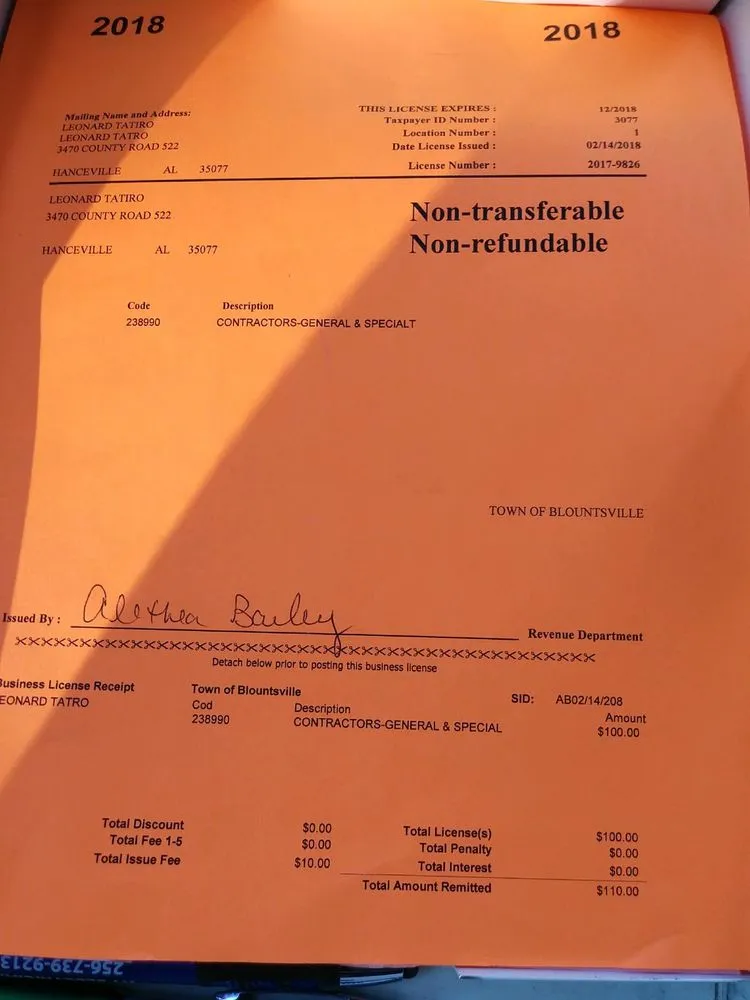 2018 2018
Mailing Name and Address: THIS LICENSE EXPIRES : 12/2018
LEONARD TATIRO Taxpayer ID Number : 3077
LEONARD TATRO Location Number : 1
3470 COUNTY ROAD 522 Date License Issued : 02/14/2018
HANCEVILLE AL 35077 License Number : 2017-9826
LEONARD TATIRO
3470 COUNTY ROAD 522
Non-transferable
HANCEVILLE AL 35077
Non-refundable
Code Description
238990 CONTRACTORS-GENERAL & SPECIALT
TOWN OF BLOUNTSVILLE
Issued By : Alethea Bailey
Revenue Department
XXXXXXXXXXXXXXXXXXXXXXXXXXXXXXXXXXXXXXXXXXXXX
Detach below prior to posting this business license
Business License Receipt Town of Blountsville SID: AB02/14/208
EONARD TATRO Cod Description Amount
238990 CONTRACTORS-GENERAL & SPECIAL $100.00
Total Discount $0.00 Total License(s) $100.00
Total Fee 1-5 $0.00 Total Penalty $0.00
Total Issue Fee $10.00 Total Interest $0.00
Total Amount Remitted $110.00
256-739-9213